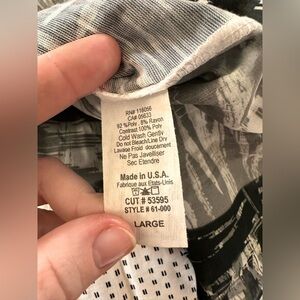 RN# 116056
CA# 05633
92 %Poly , 8% Rayon
Contrast 100% Poly
Cold Wash Gently
Do not Bleach/Line Dry
Lavage Froid doucement
Ne Pas Javelliser
Sec Etendre
Made in U.S.A.
Fabrique aux Etats-Unis
CUT # 53595
STYLE # 61-000
LARGE